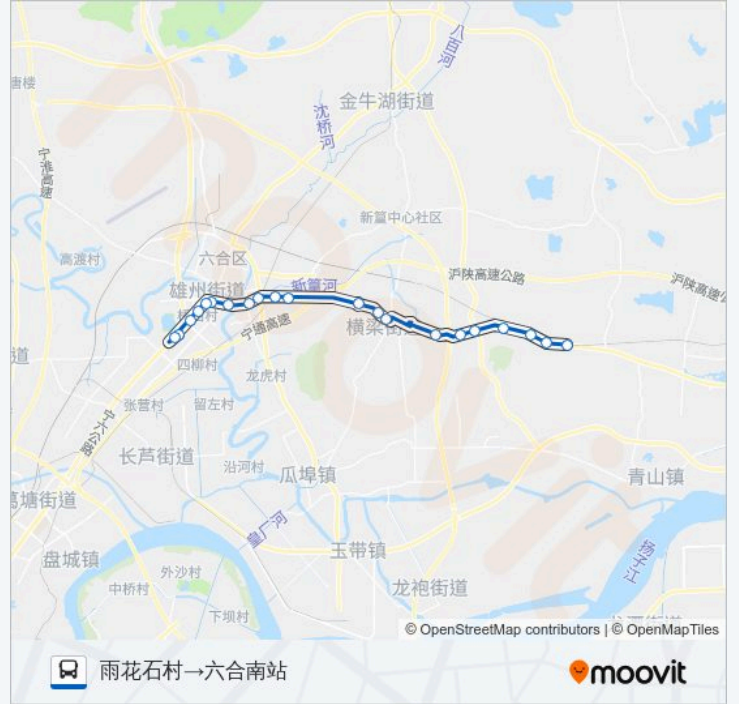 八百河
唐楼
金牛湖街道
沈桥河
宁淮高速
新篁中心社区
高渡村
六合区
沪陕高速公路
沪陕高速公
雄州街道
新篁河
宁通高速
道
四柳村
龙虎村
张营村
留左村
宁六公路
长芦街道
沿河村
瓜埠镇
青山镇
葛塘街道
皇厂河
玉带镇
扬子江
盘城镇
外沙村
中桥村
龙袍街道
下坝村
© OpenStreetMap contributors | © OpenMapTiles
雨花石村→六合南站
moovit